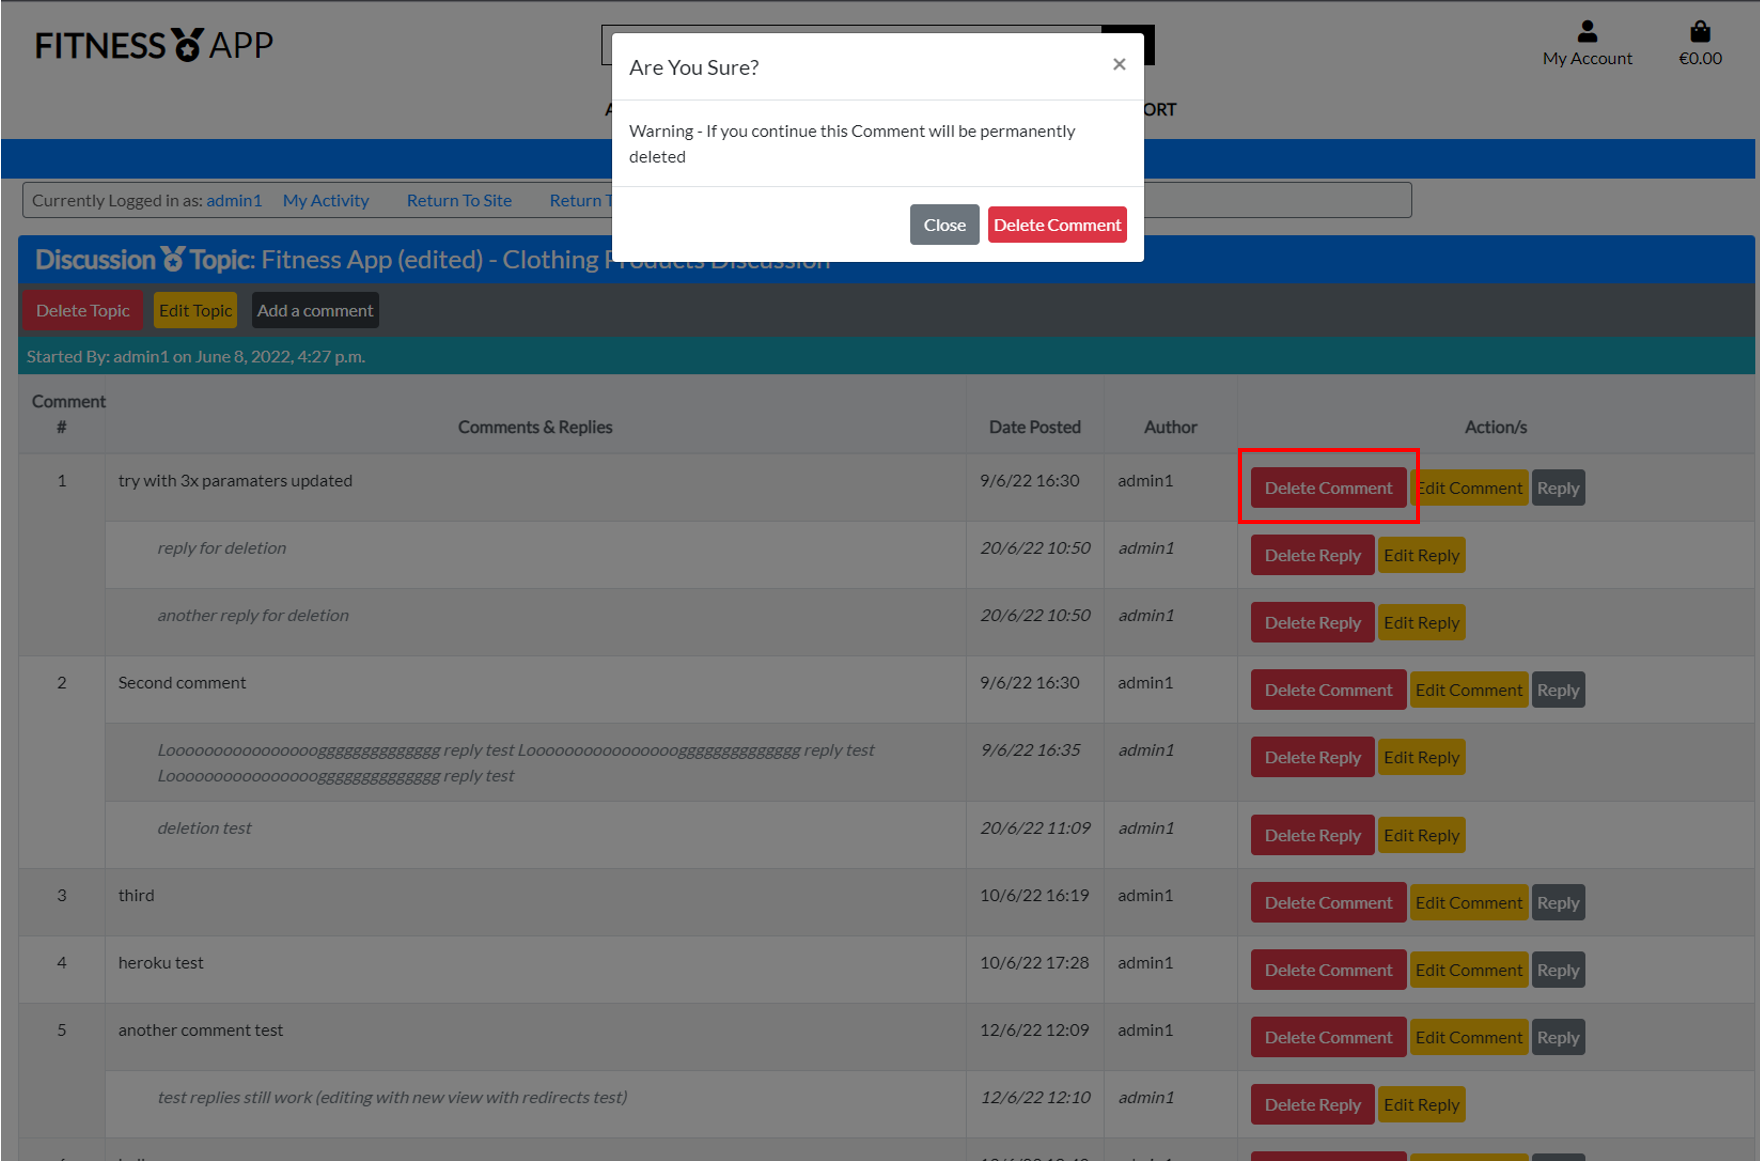 FITNESS APP
My Account
€0.00
Are You Sure?
×
Warning - If you continue this Comment will be permanently
deleted
Close
Delete Comment
ORT
Currently Logged in as: admin1 My Activity Return To Site Return
Discussion Topic: Fitness App (edited) - Clothing Products Discussion
Delete Topic Edit Topic Add a comment
Started By: admin1 on June 8, 2022, 4:27 p.m.
Comment
# Comments & Replies Date Posted Author Action/s
1 try with 3x paramaters updated 9/6/22 16:30 admin1 Delete Comment Edit Comment Reply
reply for deletion 20/6/22 10:50 admin1 Delete Reply Edit Reply
another reply for deletion 20/6/22 10:50 admin1 Delete Reply Edit Reply
2 Second comment 9/6/22 16:30 admin1 Delete Comment Edit Comment Reply
Looooooooooooooooggggggggggggggg reply test Looooooooooooooooggggggggggggggg reply test 9/6/22 16:35 admin1 Delete Reply Edit Reply
Looooooooooooooooggggggggggggggg reply test
deletion test 20/6/22 11:09 admin1 Delete Reply Edit Reply
3 third 10/6/22 16:19 admin1 Delete Comment Edit Comment Reply
4 heroku test 10/6/22 17:28 admin1 Delete Comment Edit Comment Reply
5 another comment test 12/6/22 12:09 admin1 Delete Comment Edit Comment Reply
test replies still work (editing with new view with redirects test) 12/6/22 12:10 admin1 Delete Reply Edit Reply